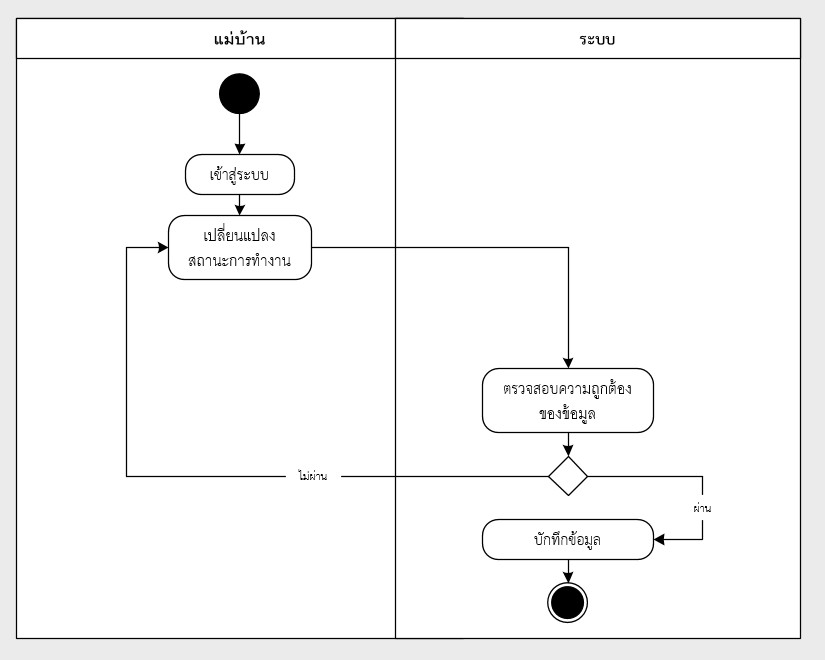 แม่บ้าน
ระบบ
เข้าสู่ระบบ
เปลี่ยนแปลง
สถานะการทำงาน
ตรวจสอบความถูกต้อง
ของข้อมูล
ไม่ผ่าน
ผ่าน
บักทึกข้อมูล